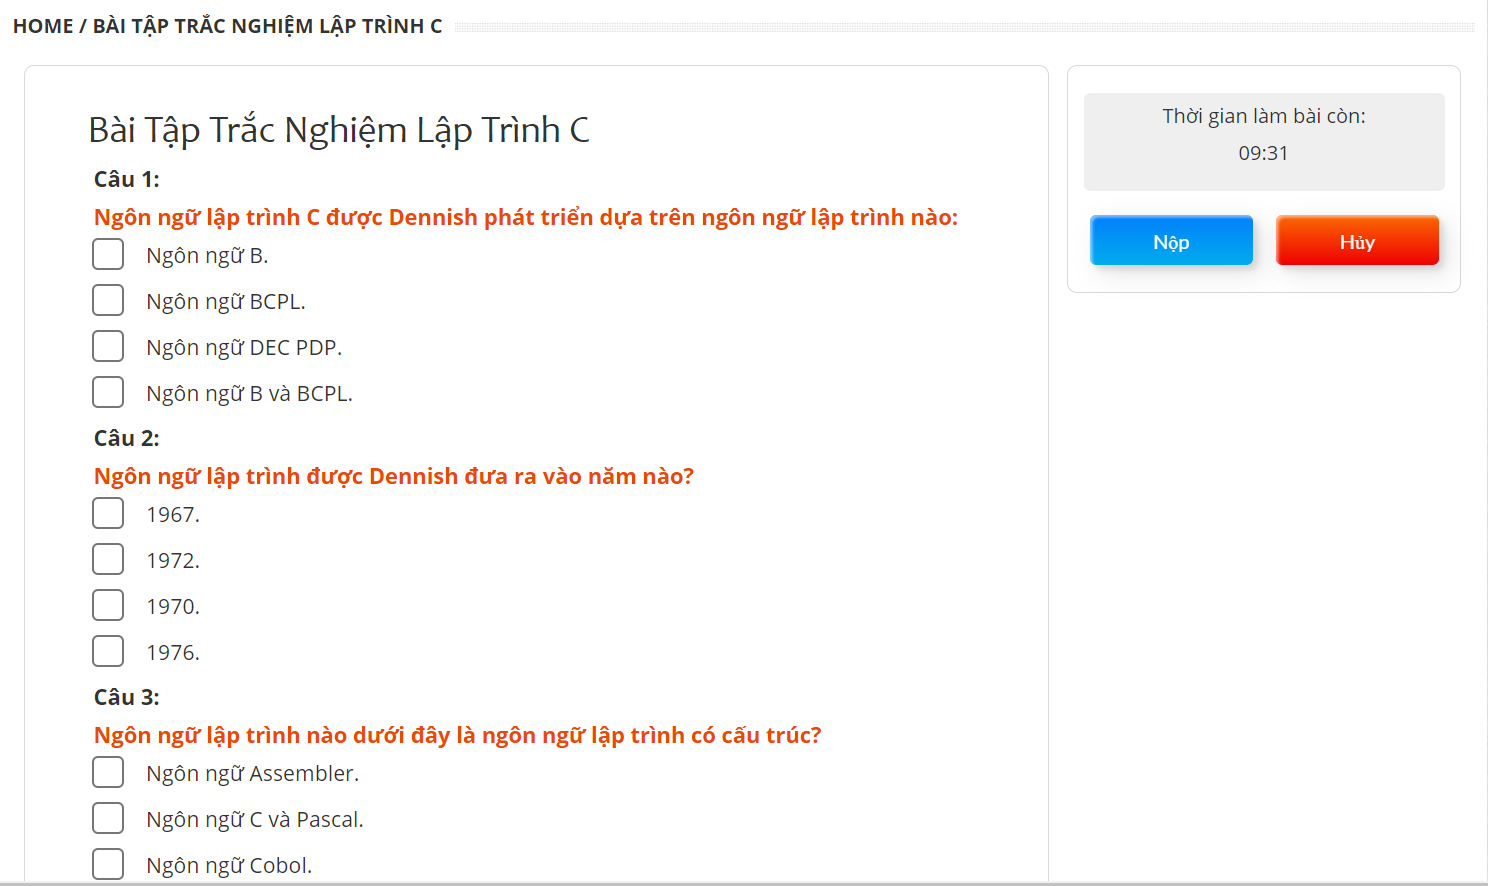 HOME / BÀI TẬP TRẮC NGHIỆM LẬP TRÌNH C
Bài Tập Trắc Nghiệm Lập Trình C
Câu 1:
Ngôn ngữ lập trình C được Dennish phát triển dựa trên ngôn ngữ lập trình nào:
Ngôn ngữ B.
Ngôn ngữ BCPL.
Ngôn ngữ DEC PDP.
Ngôn ngữ B và BCPL.
Câu 2:
Ngôn ngữ lập trình được Dennish đưa ra vào năm nào?
1967.
1972.
1970.
1976.
Câu 3:
Ngôn ngữ lập trình nào dưới đây là ngôn ngữ lập trình có cấu trúc?
Ngôn ngữ Assembler.
Ngôn ngữ C và Pascal.
Ngôn ngữ Cobol.
Thời gian làm bài còn:
09:31
Nộp
Hủy